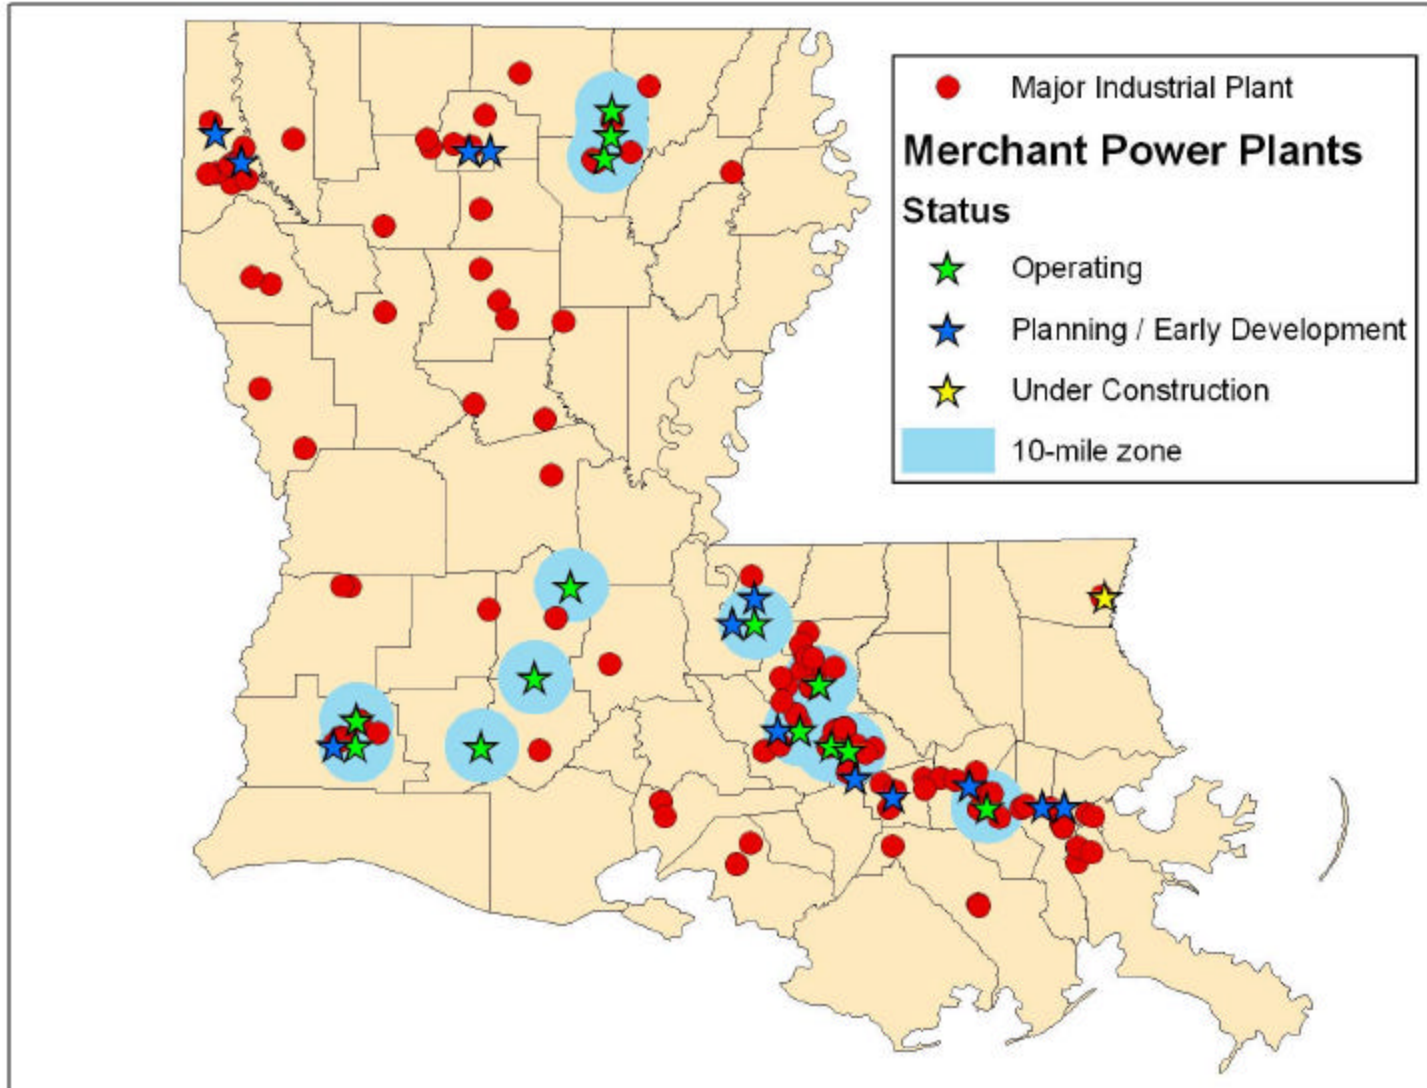 Major Industrial Plant
Merchant Power Plants
Status
Operating
Planning / Early Development
Under Construction
10-mile zone